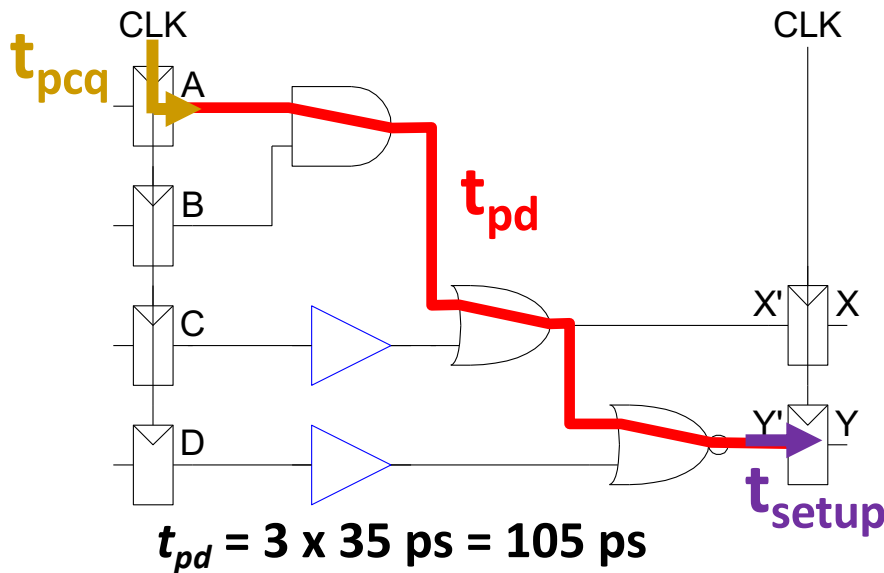 CLK
CLK
t_pcq
A
t_pd
B
C
X'
X
D
Y'
Y
t_setup
t_pd = 3 x 35 ps = 105 ps